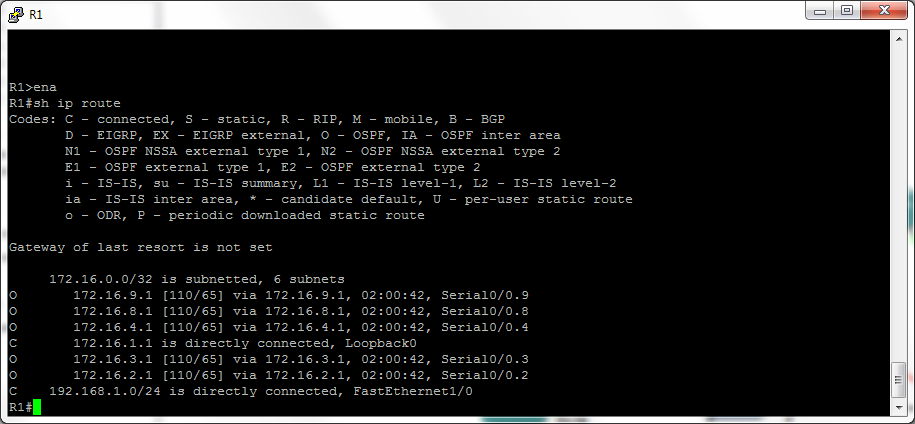 R1
R1>ena
R1#sh ip route
Codes: C - connected, S - static, R - RIP, M - mobile, B - BGP
       D - EIGRP, EX - EIGRP external, O - OSPF, IA - OSPF inter area
       N1 - OSPF NSSA external type 1, N2 - OSPF NSSA external type 2
       E1 - OSPF external type 1, E2 - OSPF external type 2
       i - IS-IS, su - IS-IS summary, L1 - IS-IS level-1, L2 - IS-IS level-2
       ia - IS-IS inter area, * - candidate default, U - per-user static route
       o - ODR, P - periodic downloaded static route
Gateway of last resort is not set
     172.16.0.0/32 is subnetted, 6 subnets
O       172.16.9.1 [110/65] via 172.16.9.1, 02:00:42, Serial0/0.9
O       172.16.8.1 [110/65] via 172.16.8.1, 02:00:42, Serial0/0.8
O       172.16.4.1 [110/65] via 172.16.4.1, 02:00:42, Serial0/0.4
C       172.16.1.1 is directly connected, Loopback0
O       172.16.3.1 [110/65] via 172.16.3.1, 02:00:42, Serial0/0.3
O       172.16.2.1 [110/65] via 172.16.2.1, 02:00:42, Serial0/0.2
C    192.168.1.0/24 is directly connected, FastEthernet1/0
R1#